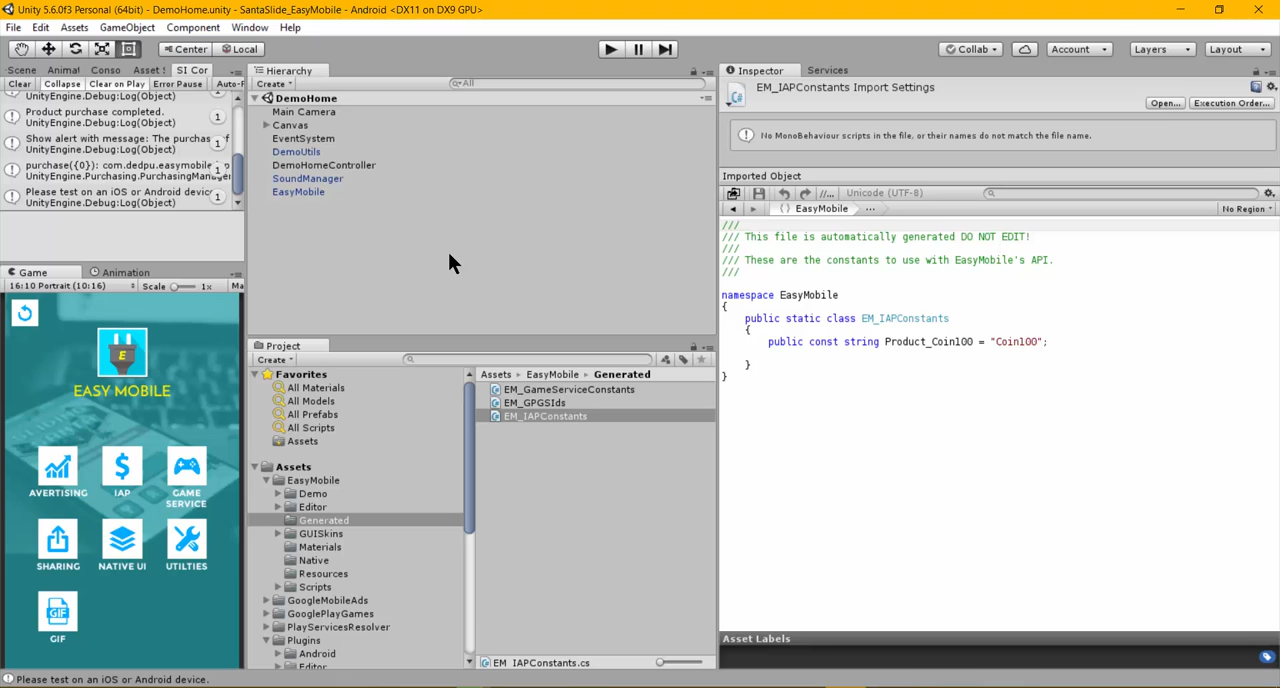 Unity 5.6.0f3 Personal (64bit) - DemoHome.unity - SantaSlide_EasyMobile - Android <DX11 on DX9 GPU>
File Edit Assets GameObject Component Window Help
Center Local Collab Account Layers Layout
Scene Animat Conso Asset S SI Cor
Clear Collapse Clear on Play Error Pause Auto-F
UnityEngine.Debug:Log(Object) 1
Product purchase completed.
UnityEngine.Debug:Log(Object) 1
Show alert with message: The purchas of
UnityEngine.Debug:Log(Object) 1
purchase({0}): com.dedpu.easymobile
UnityEngine.Purchasing.PurchasingManag 1
Please test on an iOS or Android device
UnityEngine.Debug:Log(Object) 1
Hierarchy
Create All
DemoHome
Main Camera
Canvas
EventSystem
DemoUtils
DemoHomeController
SoundManager
EasyMobile
Game Animation
16:10 Portrait (10:16) Scale 1x Ma
EASY MOBILE
AVERTISING IAP GAME SERVICE
SHARING NATIVE UI UTILTIES
GIF
GIF
Project
Create
Favorites
All Materials
All Models
All Prefabs
All Scripts
Assets
Assets
EasyMobile
Demo
Editor
Generated
GUISkins
Materials
Native
Resources
Scripts
GoogleMobileAds
GooglePlayGames
PlayServicesResolver
Plugins
Android
Editor
Assets EasyMobile Generated
EM_GameServiceConstants
EM_GPGSIds
EM_IAPConstants
EM_IAPConstants.cs
Inspector Services
EM_IAPConstants Import Settings
Open... Execution Order...
No MonoBehaviour scripts in the file, or their names do not match the file name.
Imported Object
//... Unicode (UTF-8)
EasyMobile ... No Region
///
/// This file is automatically generated DO NOT EDIT!
///
/// These are the constants to use with EasyMobile's API.
///
namespace EasyMobile
{
public static class EM_IAPConstants
{
public const string Product_Coin100 = "Coin100";
}
}
Asset Labels
Please test on an iOS or Android device.